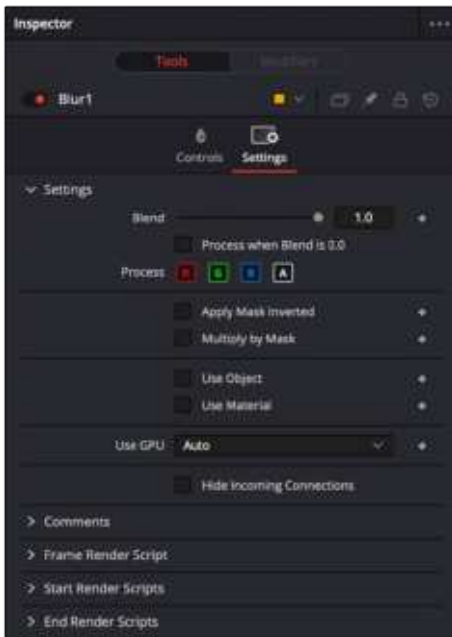 Inspector
Tools Modifiers
Blur1
Controls Settings
Settings
Blend 1.0
Process when Blend is 0.0
Process R G B A
Apply Mask Inverted
Multiply by Mask
Use Object
Use Material
Use GPU Auto
Hide Incoming Connections
Comments
Frame Render Script
Start Render Scripts
End Render Scripts